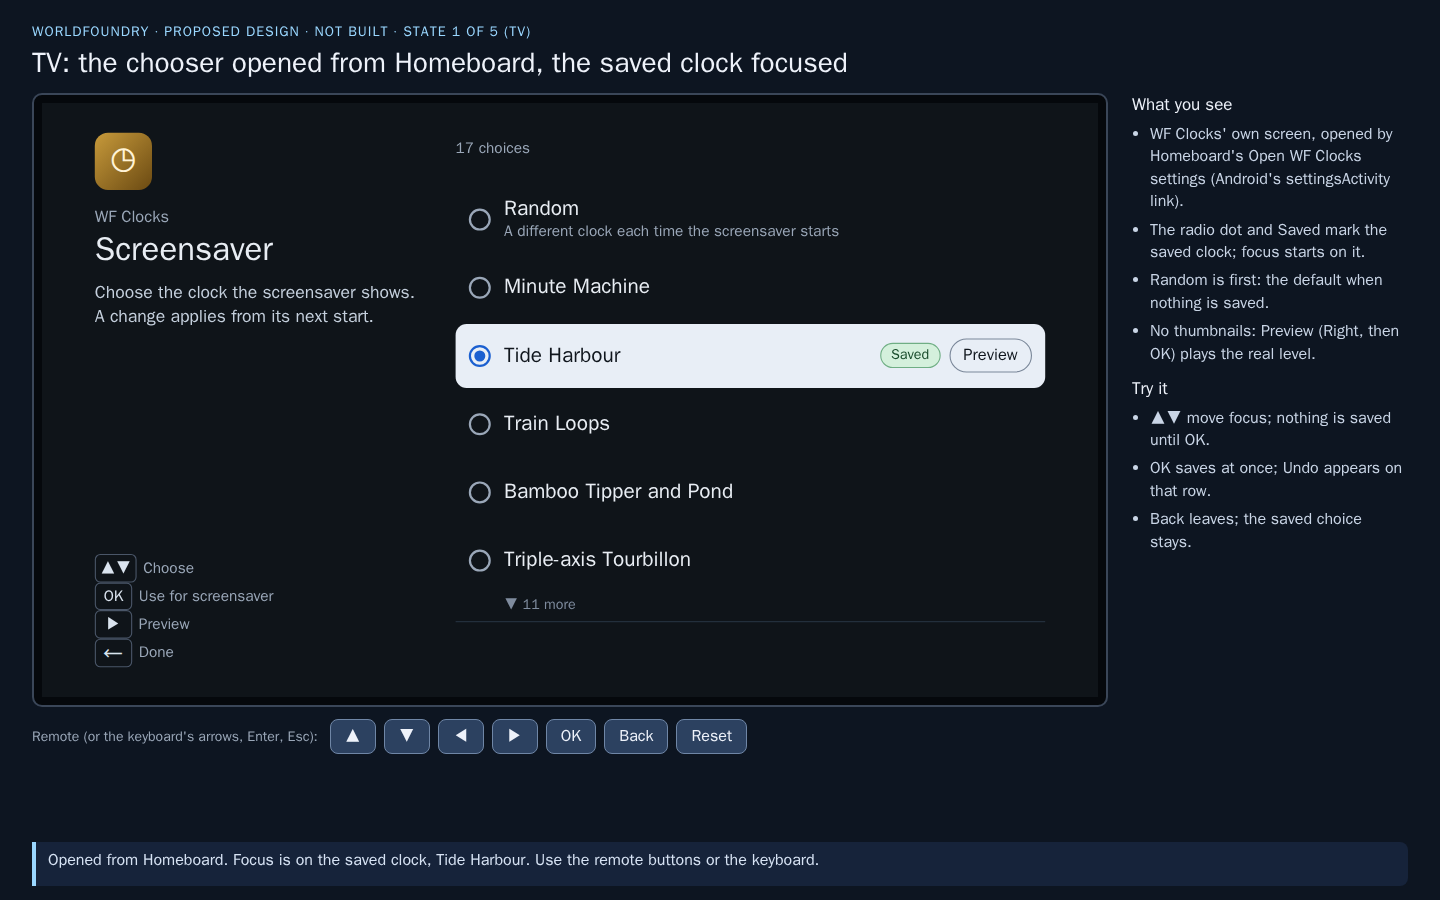 WORLDFOUNDRY · PROPOSED DESIGN · NOT BUILT · STATE 1 OF 5 (TV)
TV: the chooser opened from Homeboard, the saved clock focused
WF Clocks
Screensaver
Choose the clock the screensaver shows.
A change applies from its next start.
▲▼ Choose
OK Use for screensaver
▶ Preview
← Done
17 choices
Random
A different clock each time the screensaver starts
Minute Machine
Tide Harbour Saved Preview
Train Loops
Bamboo Tipper and Pond
Triple-axis Tourbillon
▼ 11 more
What you see
• WF Clocks' own screen, opened by
Homeboard's Open WF Clocks
settings (Android's settingsActivity
link).
• The radio dot and Saved mark the
saved clock; focus starts on it.
• Random is first: the default when
nothing is saved.
• No thumbnails: Preview (Right, then
OK) plays the real level.
Try it
• ▲▼ move focus; nothing is saved
until OK.
• OK saves at once; Undo appears on
that row.
• Back leaves; the saved choice
stays.
Remote (or the keyboard's arrows, Enter, Esc): ▲ ▼ ◀ ▶ OK Back Reset
Opened from Homeboard. Focus is on the saved clock, Tide Harbour. Use the remote buttons or the keyboard.